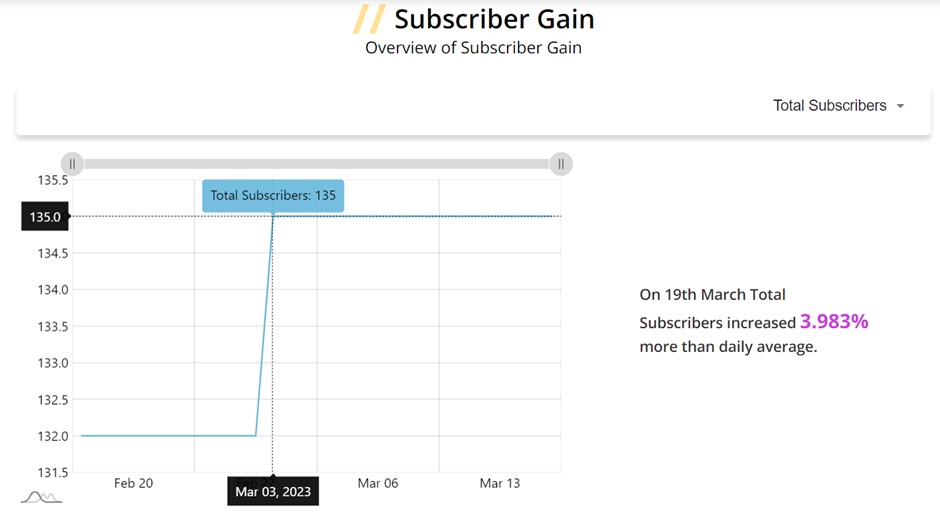 Subscriber Gain
Overview of Subscriber Gain
Total Subscribers
135.5
Total Subscribers: 135
135.0
134.5
134.0
133.5
133.0
132.5
132.0
131.5
On 19th March Total
Subscribers increased 3.983%
more than daily average.
Feb 20
Mar 06
Mar 13
Mar 03, 2023